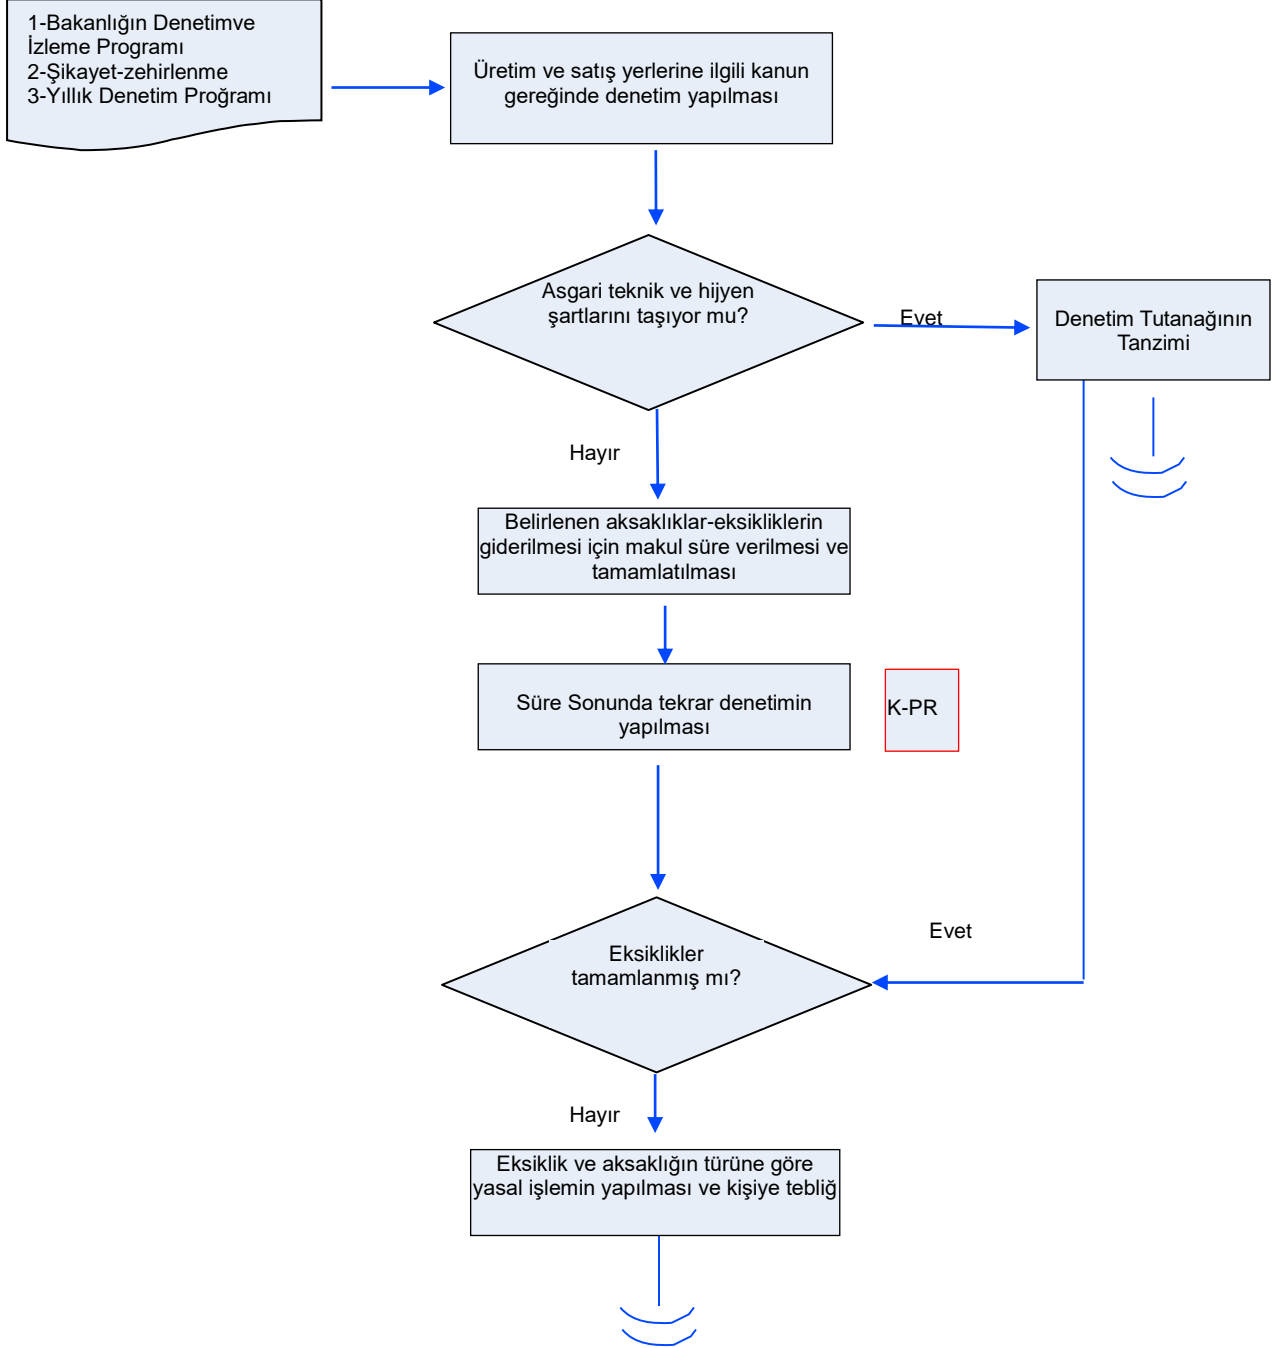 1-Bakanlığın Denetimve
İzleme Programı
2-Şikayet-zehirlenme
3-Yıllık Denetim Proğramı
Üretim ve satış yerlerine ilgili kanun
gereğinde denetim yapılması
Asgari teknik ve hijyen
şartlarını taşıyor mu?
Evet
Denetim Tutanağının
Tanzimi
Hayır
Belirlenen aksaklıklar-eksikliklerin
giderilmesi için makul süre verilmesi ve
tamamlatılması
Süre Sonunda tekrar denetimin
yapılması
K-PR
Evet
Eksiklikler
tamamlanmış mı?
Hayır
Eksiklik ve aksaklığın türüne göre
yasal işlemin yapılması ve kişiye tebliğ